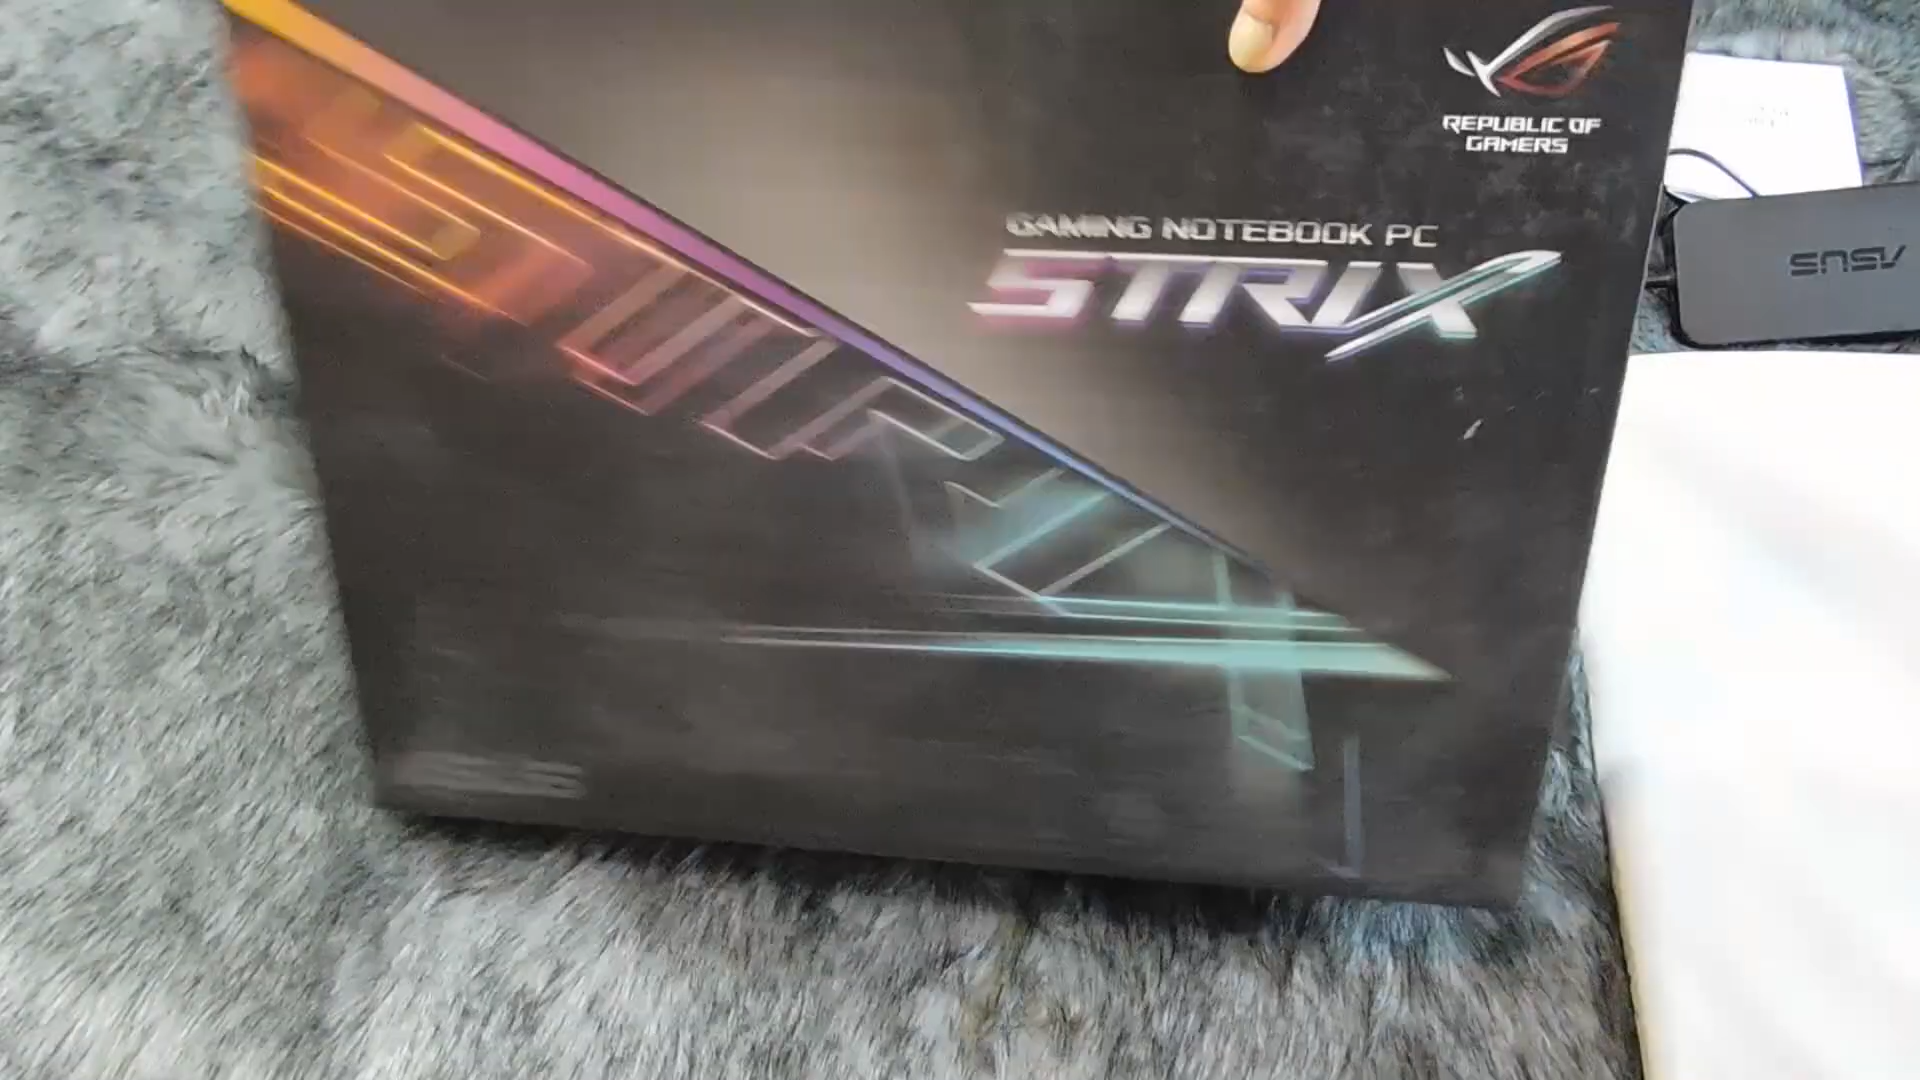 REPUBLIC OF
GAMERS
GAMING NOTEBOOK PC
STRIX
ASUS